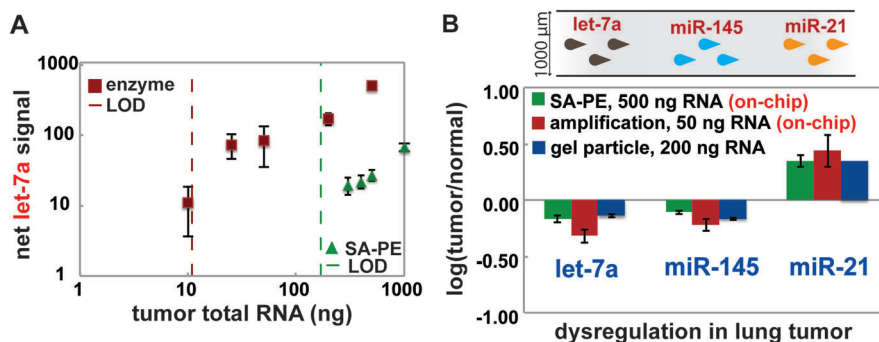 A
net let-7a signal
1000
100
10
1
enzyme
LOD
SA-PE
LOD
1 10 100 1000
tumor total RNA (ng)
B
1000 µm
let-7a miR-145 miR-21
log(tumor/normal)
1.00
0.50
0.00
-0.50
-1.00
SA-PE, 500 ng RNA (on-chip)
amplification, 50 ng RNA (on-chip)
gel particle, 200 ng RNA
let-7a miR-145 miR-21
dysregulation in lung tumor